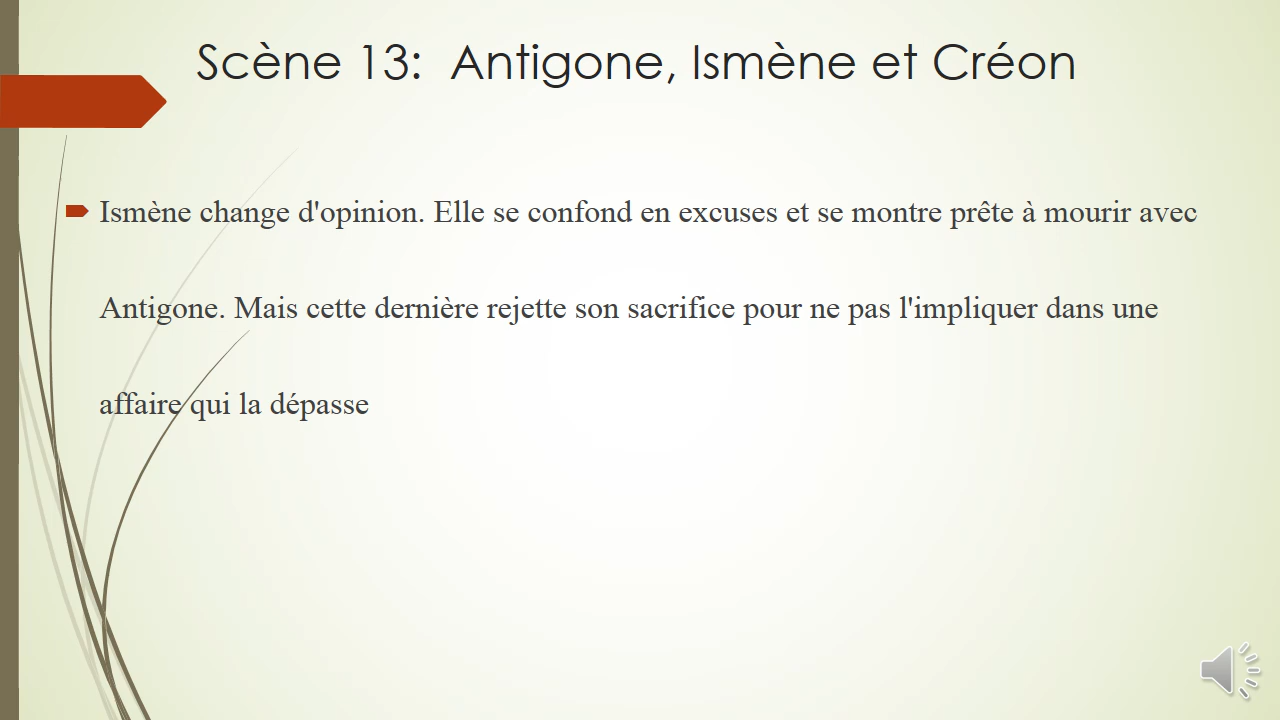 Scène 13: Antigone, Ismène et Créon
Ismène change d'opinion. Elle se confond en excuses et se montre prête à mourir avec
Antigone. Mais cette dernière rejette son sacrifice pour ne pas l'impliquer dans une
affaire qui la dépasse